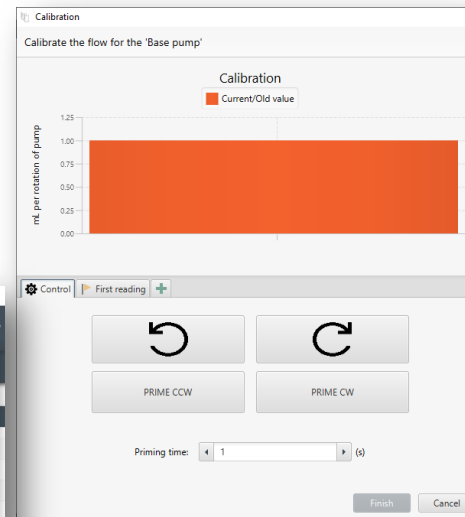 Calibration
Calibrate the flow for the 'Base pump'
Calibration
Current/Old value
mL per rotation of pump
1.25
1.00
0.75
0.50
0.25
0.00
Control
First reading
PRIME CCW
PRIME CW
Priming time:
1
(s)
Finish
Cancel